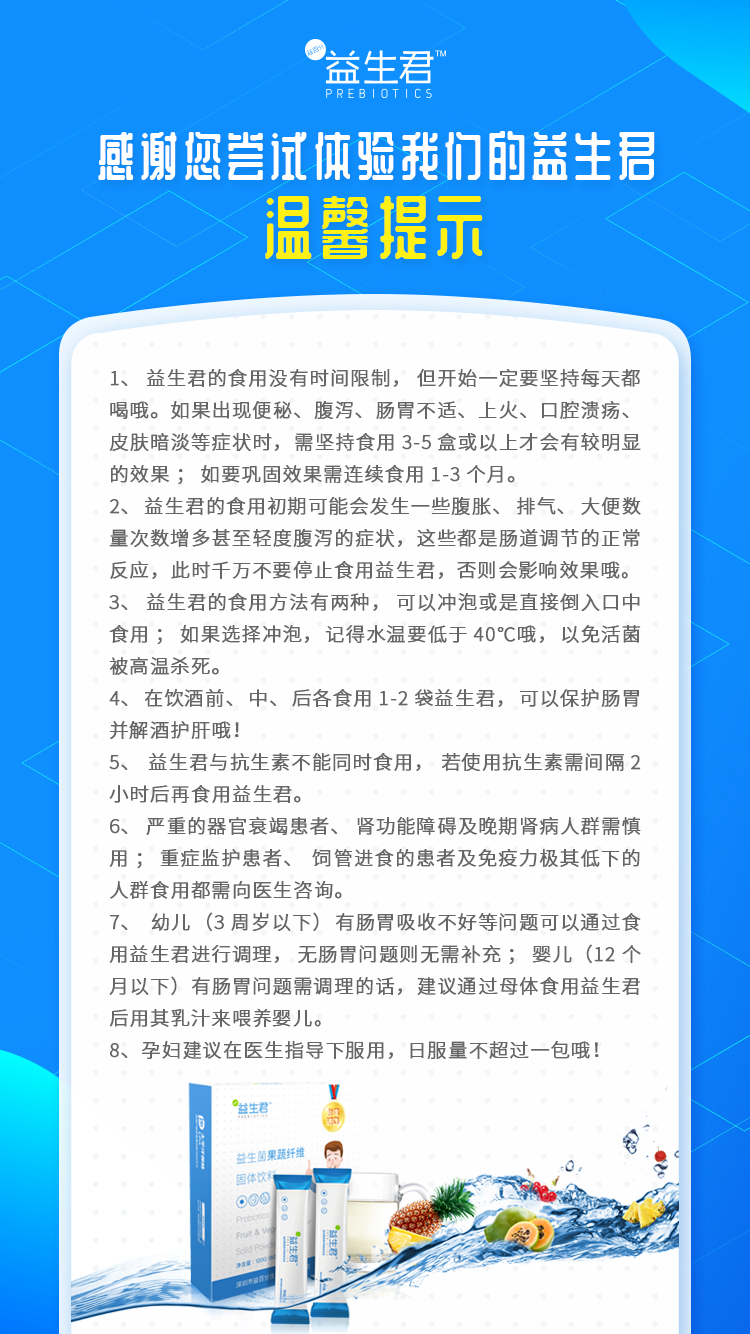 益百分
益生君™
PREBIOTICS
感谢您尝试体验我们的益生君
温馨提示
1、 益生君的食用没有时间限制， 但开始一定要坚持每天都
喝哦。如果出现便秘、腹泻、肠胃不适、上火、口腔溃疡、
皮肤暗淡等症状时，需坚持食用 3-5 盒或以上才会有较明显
的效果 ； 如要巩固效果需连续食用 1-3 个月。
2、 益生君的食用初期可能会发生一些腹胀、 排气、 大便数
量次数增多甚至轻度腹泻的症状，这些都是肠道调节的正常
反应，此时千万不要停止食用益生君，否则会影响效果哦。
3、 益生君的食用方法有两种， 可以冲泡或是直接倒入口中
食用 ； 如果选择冲泡，记得水温要低于 40℃哦，以免活菌
被高温杀死。
4、 在饮酒前、中、后各食用 1-2 袋益生君，可以保护肠胃
并解酒护肝哦！
5、 益生君与抗生素不能同时食用， 若使用抗生素需间隔 2
小时后再食用益生君。
6、 严重的器官衰竭患者、 肾功能障碍及晚期肾病人群需慎
用 ； 重症监护患者、 饲管进食的患者及免疫力极其低下的
人群食用都需向医生咨询。
7、 幼儿（3 周岁以下）有肠胃吸收不好等问题可以通过食
用益生君进行调理， 无肠胃问题则无需补充 ； 婴儿（12 个
月以下）有肠胃问题需调理的话，建议通过母体食用益生君
后用其乳汁来喂养婴儿。
8、孕妇建议在医生指导下服用，日服量不超过一包哦！
益生君™
PREBIOTICS
益生菌果蔬纤维
固体饮料
Probiotics
Fruit & Veg
Solid Powd
益生君
益生君